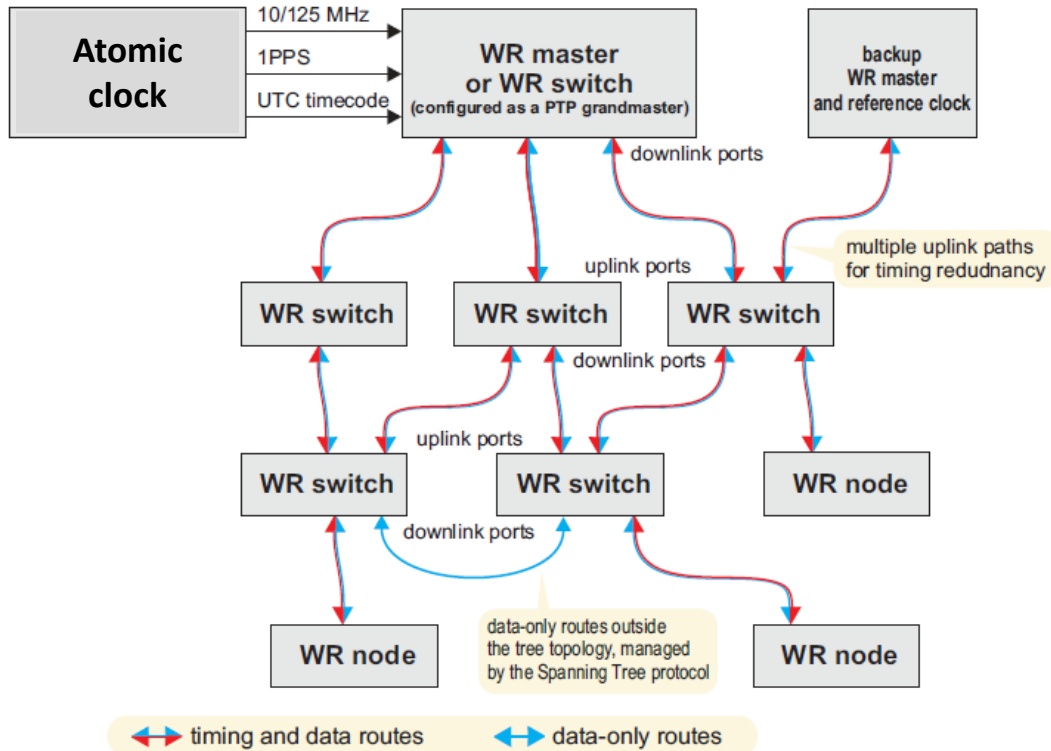 Atomic
clock
10/125 MHz
1PPS
UTC timecode
WR master
or WR switch
(configured as a PTP grandmaster)
backup
WR master
and reference clock
downlink ports
multiple uplink paths
for timing redudnancy
uplink ports
WR switch
WR switch
WR switch
downlink ports
uplink ports
WR switch
WR switch
WR node
downlink ports
data-only routes outside
the tree topology, managed
by the Spanning Tree protocol
WR node
WR node
timing and data routes
data-only routes